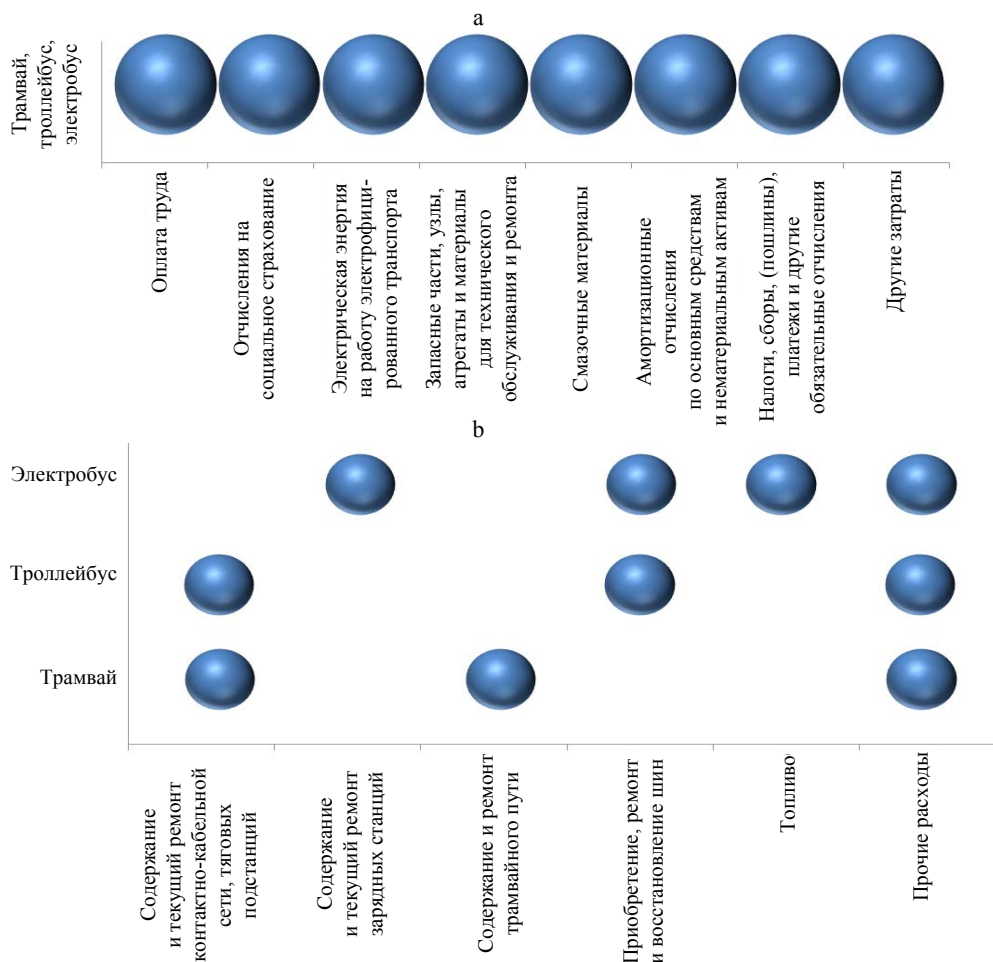 a
Трамвай,
троллейбус,
электробус
Оплата труда
Отчисления на
социальное страхование
Электрическая энергия
на работу электрофици-
рованного транспорта
Запасные части, узлы,
агрегаты и материалы
для технического
обслуживания и ремонта
Смазочные материалы
Амортизационные
отчисления
по основным средствам
и нематериальным активам
Налоги, сборы, (пошлины),
платежи и другие
обязательные отчисления
Другие затраты
b
Электробус
Троллейбус
Трамвай
Содержание
и текущий ремонт
контактно-кабельной
сети, тяговых
подстанций
Содержание
и текущий ремонт
зарядных станций
Содержание и ремонт
трамвайного пути
Приобретение, ремонт
и восстановление шин
Топливо
Прочие расходы